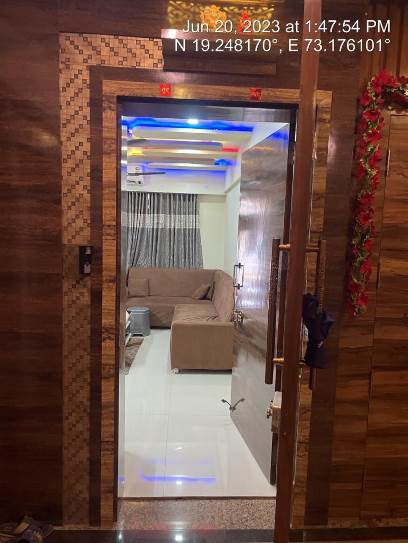 Jun 20, 2023 at 1:47:54 PM
N 19.248170°, E 73.176101°